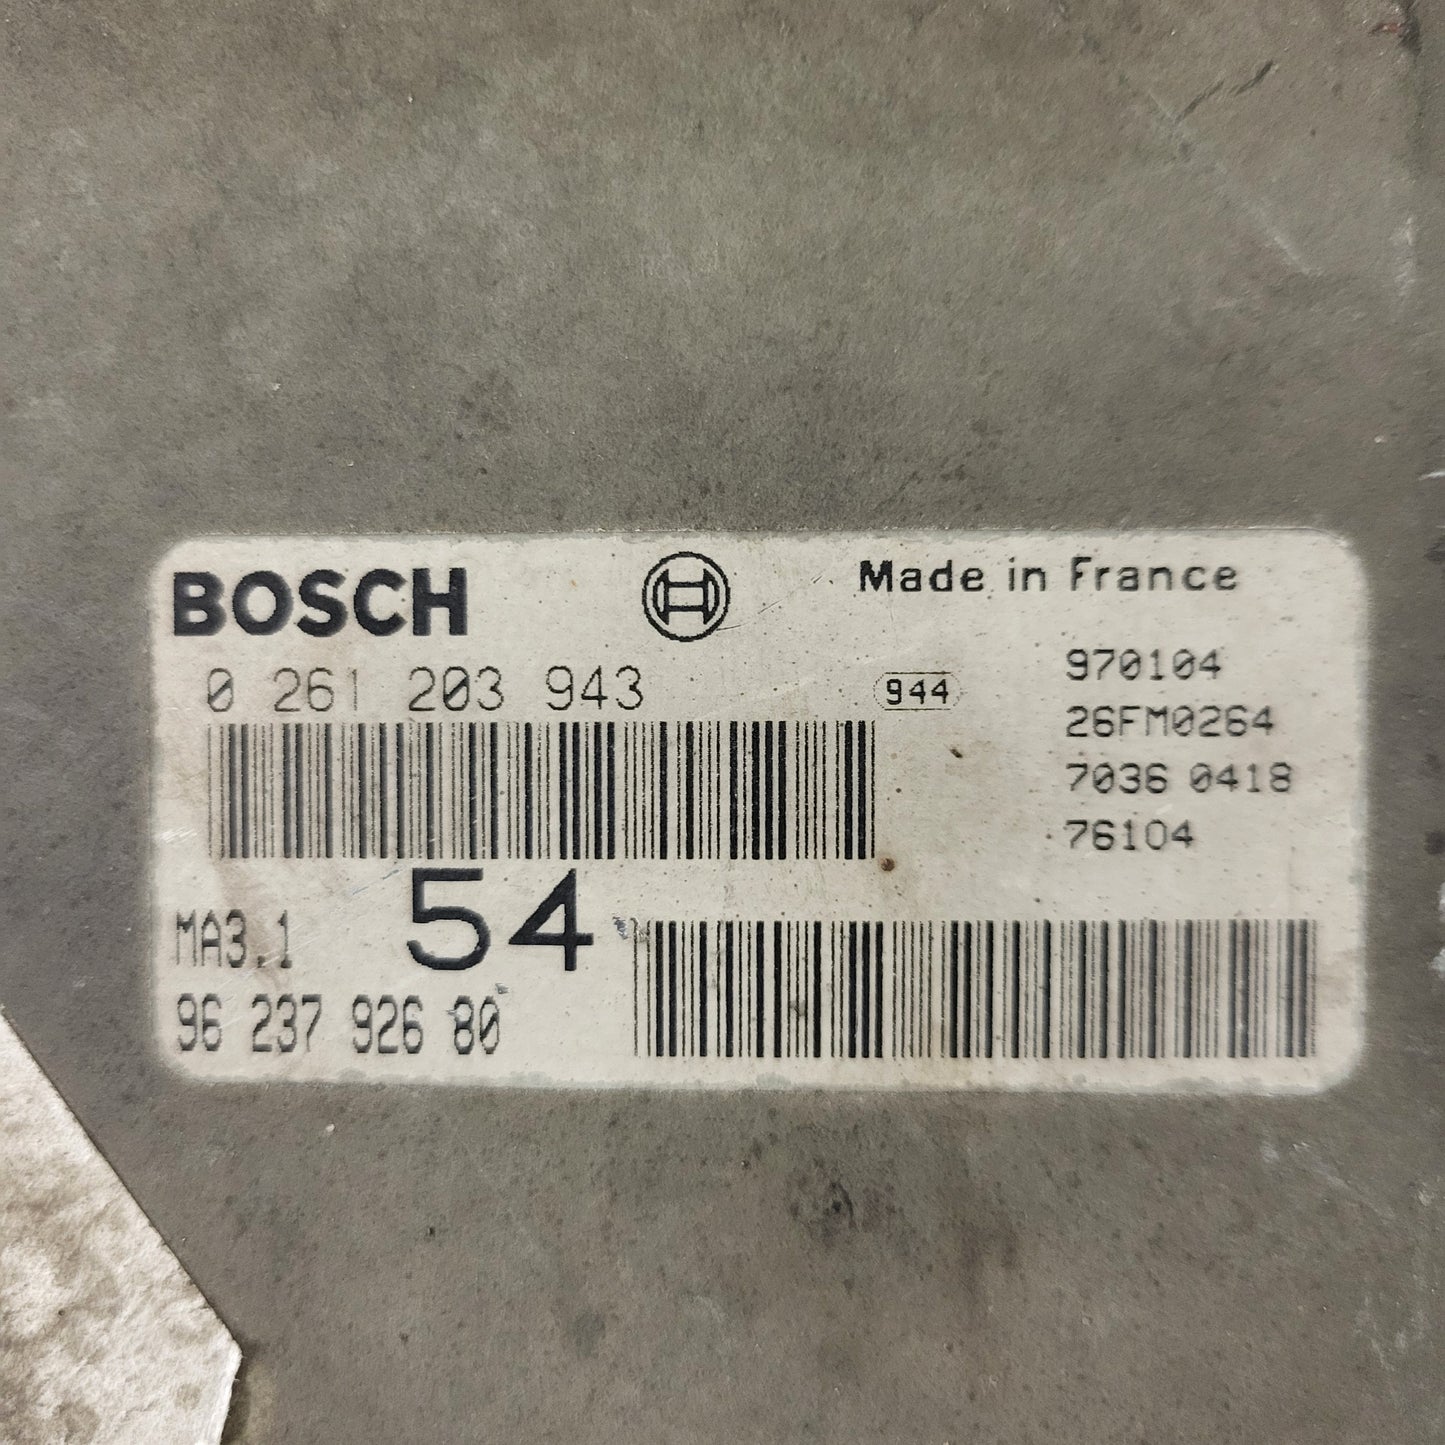 BOSCH
Made in France
0 261 203 943
944
970104
26FM0264
7036 0418
76104
MA3.1
54
96 237 926 80